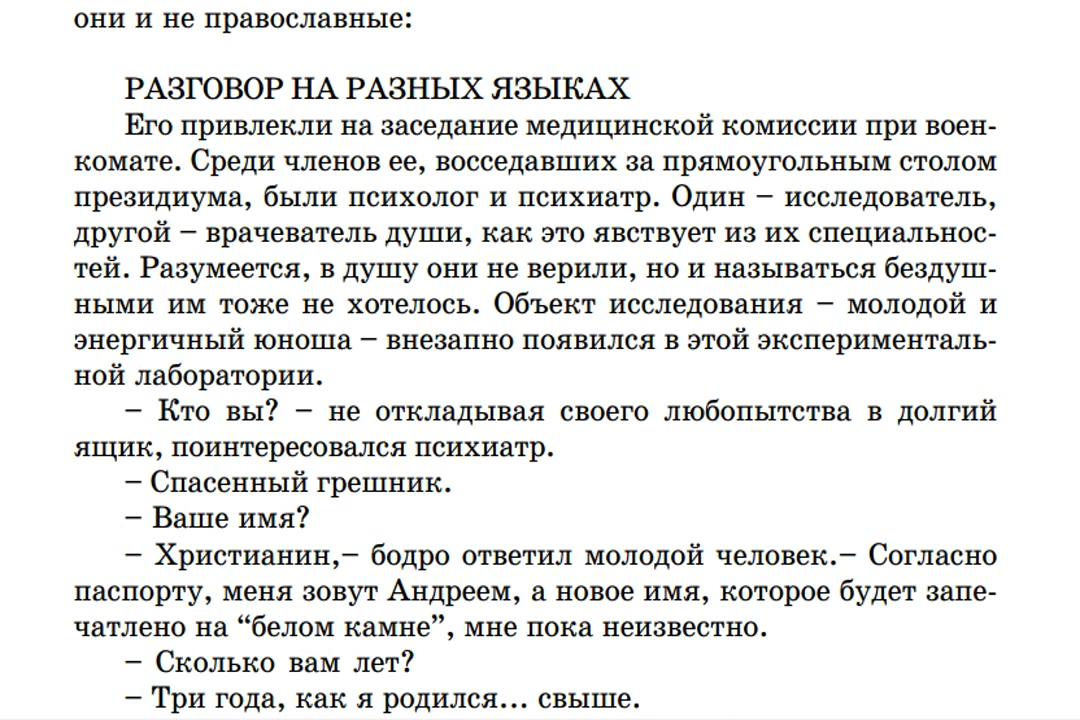 они и не православные:
РАЗГОВОР НА РАЗНЫХ ЯЗЫКАХ
Его привлекли на заседание медицинской комиссии при воен-
комате. Среди членов ее, восседавших за прямоугольным столом
президиума, были психолог и психиатр. Один – исследователь,
другой – врачеватель души, как это явствует из их специальнос-
тей. Разумеется, в душу они не верили, но и называться бездуш-
ными им тоже не хотелось. Объект исследования – молодой и
энергичный юноша – внезапно появился в этой эксперименталь-
ной лаборатории.
– Кто вы? – не откладывая своего любопытства в долгий
ящик, поинтересовался психиатр.
– Спасенный грешник.
– Ваше имя?
– Христианин,– бодро ответил молодой человек.– Согласно
паспорту, меня зовут Андреем, а новое имя, которое будет запе-
чатлено на “белом камне”, мне пока неизвестно.
– Сколько вам лет?
– Три года, как я родился... свыше.